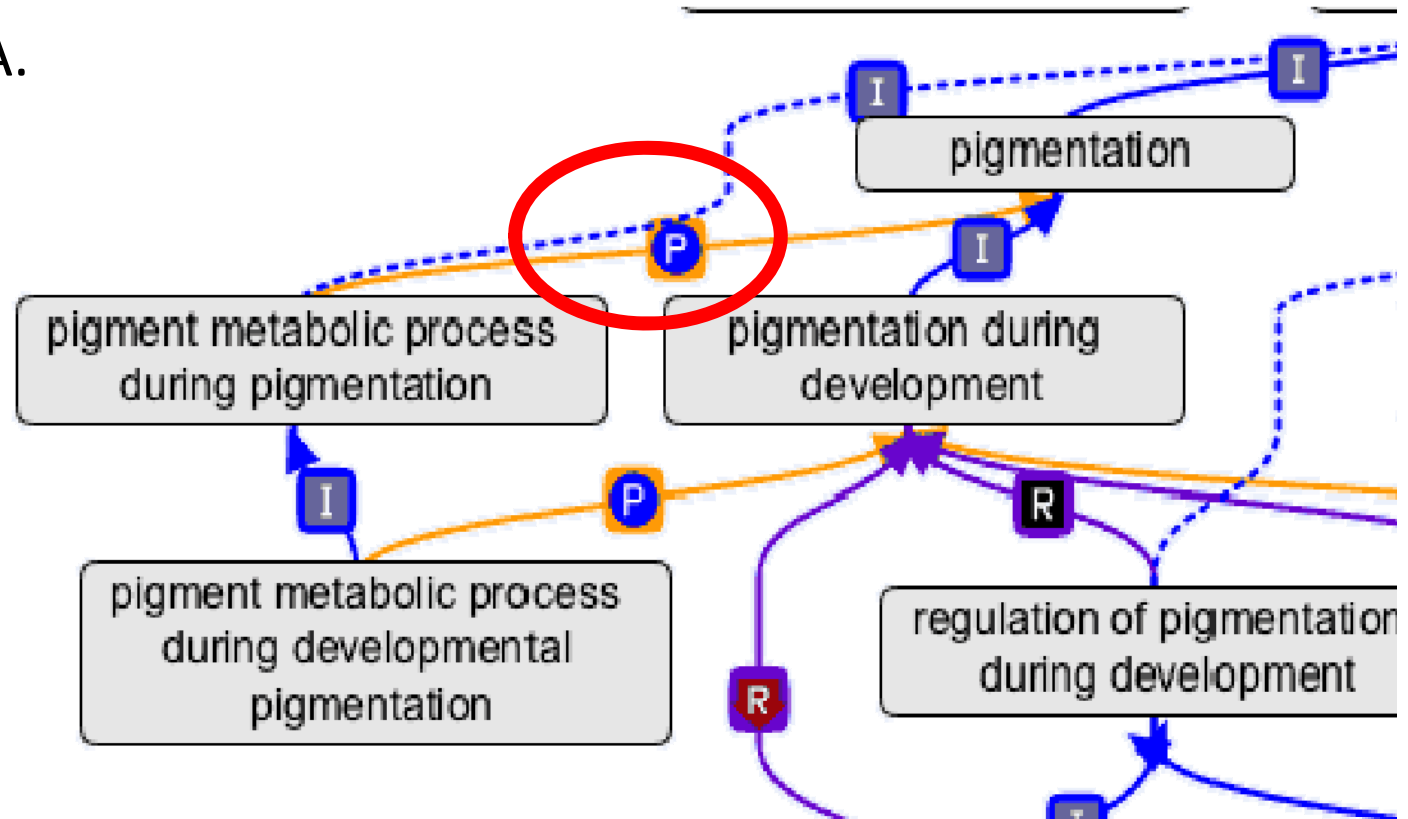 A.
I
I
pigmentation
P
I
pigment metabolic process
during pigmentation
pigmentation during
development
I
P
R
pigment metabolic process
during developmental
pigmentation
regulation of pigmentation
during development
R
I